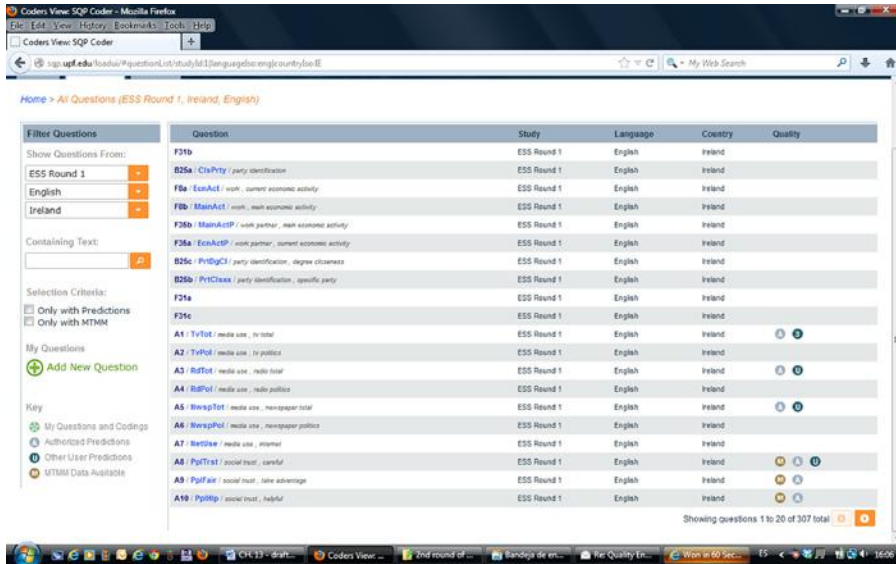 Coders View: SQP Coder - Mozilla Firefox
File Edit View History Bookmarks Tools Help
Coders View: SQP Coder +
sqp.upf.edu/loadui/#questionList/studyId:1|languageIso:eng|countryIso:IE My Web Search
Home > All Questions (ESS Round 1, Ireland, English)
Filter Questions
Show Questions From:
ESS Round 1
English
Ireland
Containing Text:
Selection Criteria:
Only with Predictions
Only with MTMM
My Questions
Add New Question
Key
My Questions and Codings
Authorized Predictions
Other User Predictions
MTMM Data Available
Question Study Language Country Quality
F31b ESS Round 1 English Ireland
B25a / ClsPrty / party identification ESS Round 1 English Ireland
F8a / EcnAct / work , current economic activity ESS Round 1 English Ireland
F8b / MainAct / work , main economic activity ESS Round 1 English Ireland
F35b / MainActP / work partner , main economic activity ESS Round 1 English Ireland
F35a / EcnActP / work partner , current economic activity ESS Round 1 English Ireland
B25c / PrtDgCl / party identification , degree closeness ESS Round 1 English Ireland
B25b / PrtClsxx / party identification , specific party ESS Round 1 English Ireland
F31a ESS Round 1 English Ireland
F31c ESS Round 1 English Ireland
A1 / TvTot / media use , tv total ESS Round 1 English Ireland
A2 / TvPol / media use , tv politics ESS Round 1 English Ireland
A3 / RdTot / media use , radio total ESS Round 1 English Ireland
A4 / RdPol / media use , radio politics ESS Round 1 English Ireland
A5 / NwspTot / media use , newspaper total ESS Round 1 English Ireland
A6 / NwspPol / media use , newspaper politics ESS Round 1 English Ireland
A7 / NetUse / media use , internet ESS Round 1 English Ireland
A8 / PplTrst / social trust , careful ESS Round 1 English Ireland
A9 / PplFair / social trust , take advantage ESS Round 1 English Ireland
A10 / PplHlp / social trust , helpful ESS Round 1 English Ireland
Showing questions 1 to 20 of 307 total
CH.13 - draft... Coders View: ... 2nd round of ... Bandeja de en... Re: Quality En... Won in 60 Sec... ES 16:06